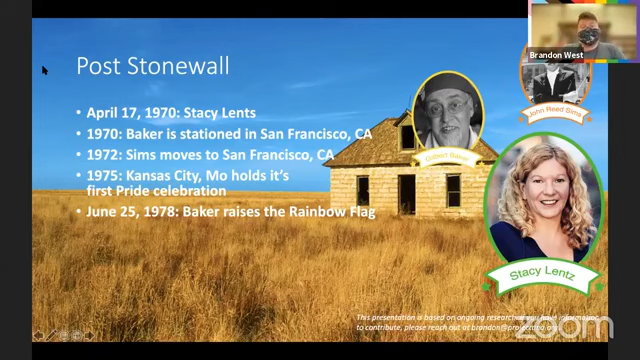 Post Stonewall
Brandon West
• April 17, 1970: Stacy Lents
• 1970: Baker is stationed in San Francisco, CA
• 1972: Sims moves to San Francisco, CA
• 1975: Kansas City, Mo holds it's
first Pride celebration
• June 25, 1978: Baker raises the Rainbow Flag
John Reed Sims
Gilbert Baker
Stacy Lentz
This presentation is based on ongoing research
to contribute, please reach out at brandon@project
zoom